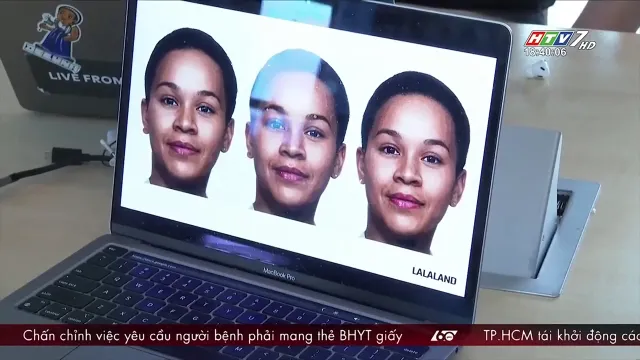 HTV7 HD
18:40:06
LIVE FROM
LALALAND
MacBook Pro
Chấn chỉnh việc yêu cầu người bệnh phải mang thẻ BHYT giấy 60 TP.HCM tái khởi động các